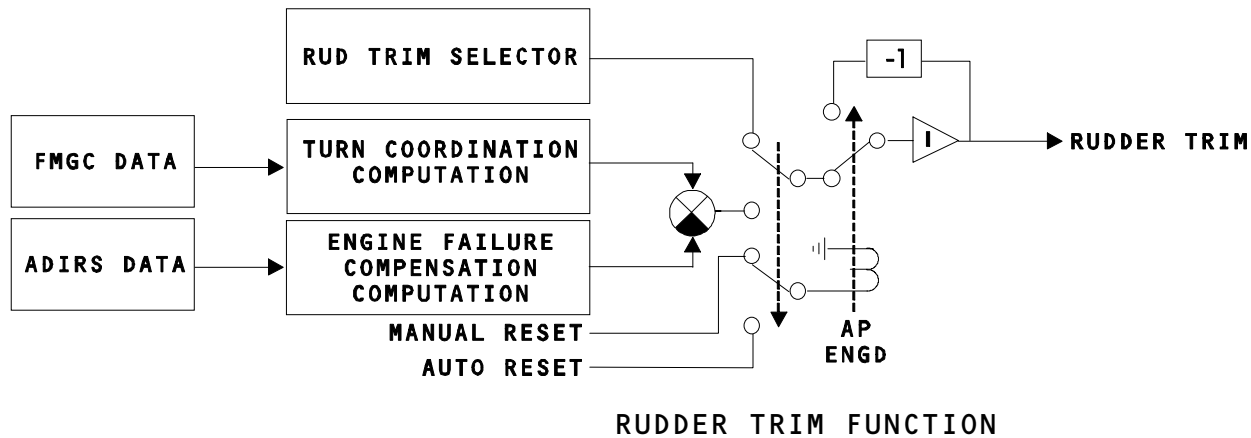 RUD TRIM SELECTOR
-1
FMGC DATA
TURN COORDINATION
COMPUTATION
I
RUDDER TRIM
ADIRS DATA
ENGINE FAILURE
COMPENSATION
COMPUTATION
MANUAL RESET
AUTO RESET
AP
ENGD
RUDDER TRIM FUNCTION